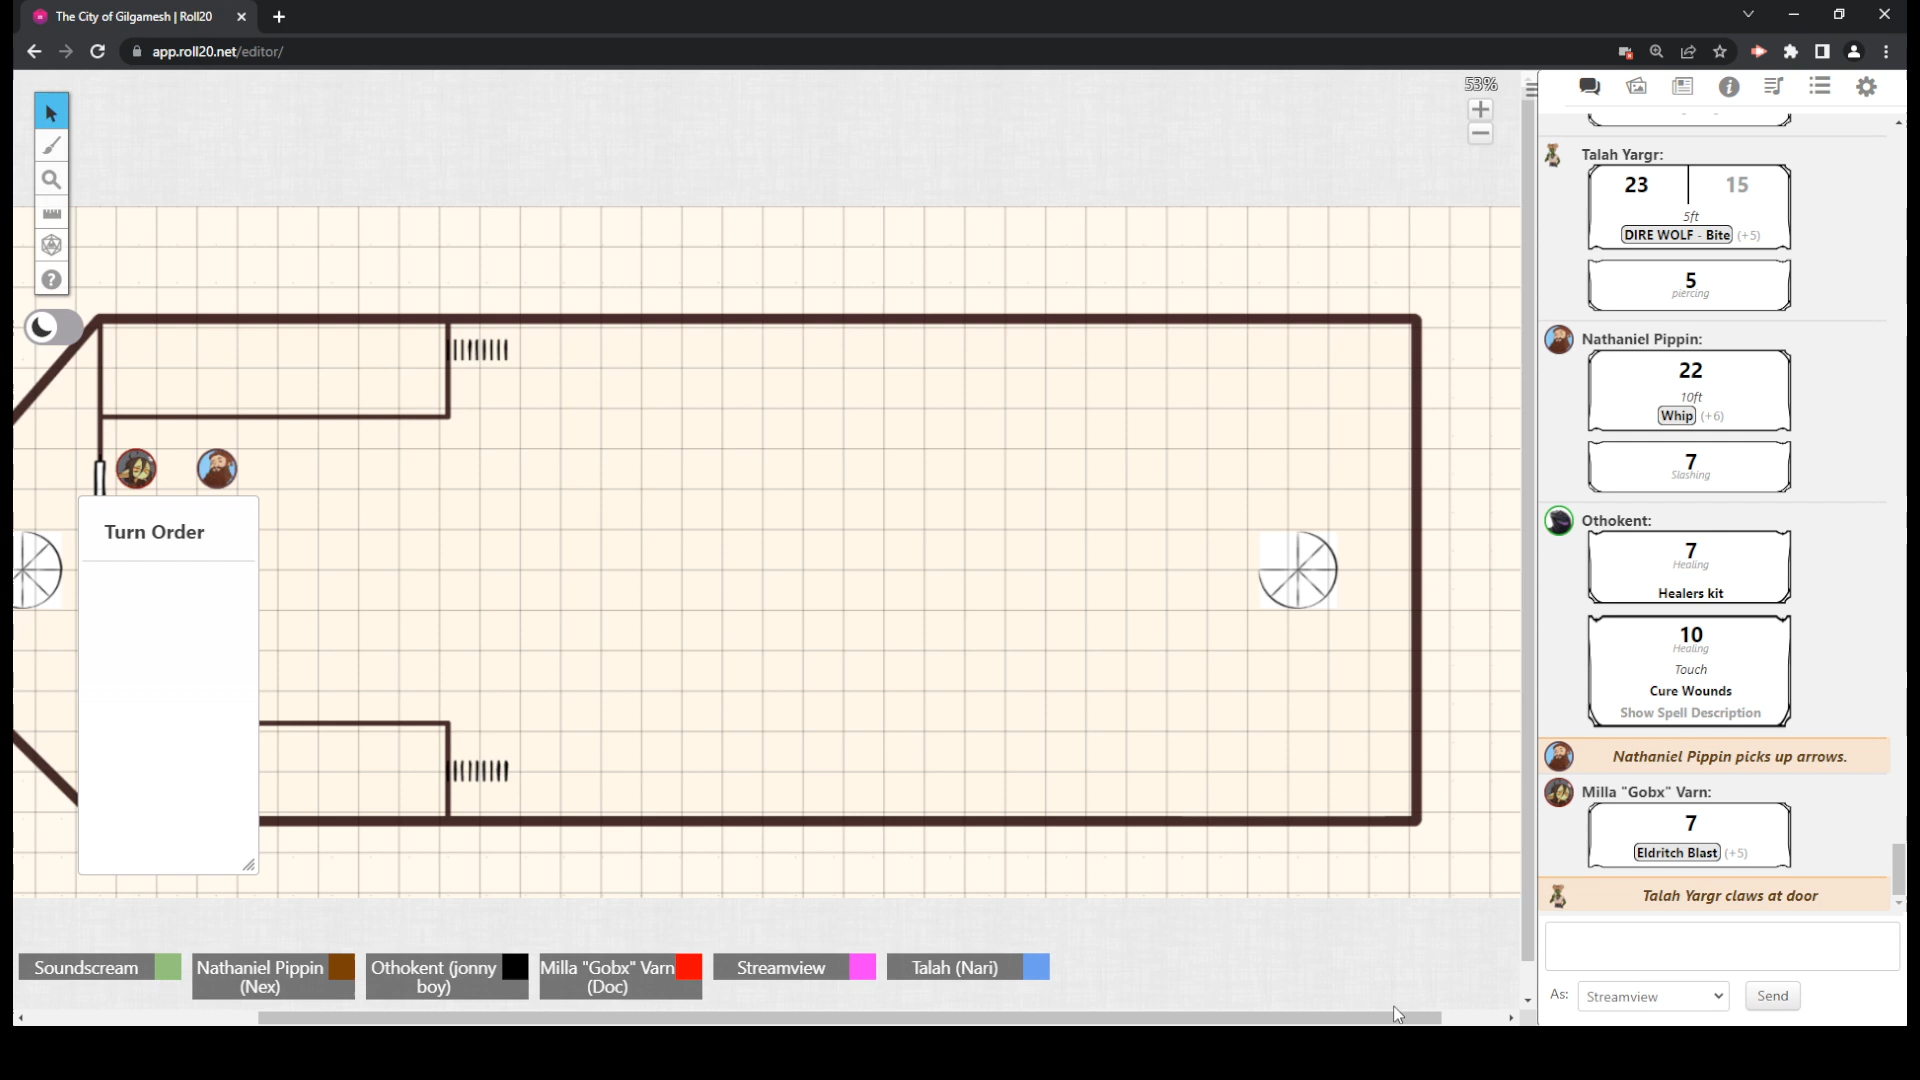 The City of Gilgamesh | Roll20
app.roll20.net/editor/
53%
Turn Order
Soundscream
Nathaniel Pippin
(Nex)
Othokent (jonny
boy)
Milla "Gobx" Varn
(Doc)
Streamview
Talah (Nari)
Talah Yargr:
23 15
5ft
DIRE WOLF - Bite (+5)
5
piercing
Nathaniel Pippin:
22
10ft
Whip (+6)
7
Slashing
Othokent:
7
Healing
Healers kit
10
Healing
Touch
Cure Wounds
Show Spell Description
Nathaniel Pippin picks up arrows.
Milla "Gobx" Varn:
7
Eldritch Blast (+5)
Talah Yargr claws at door
As: Streamview Send